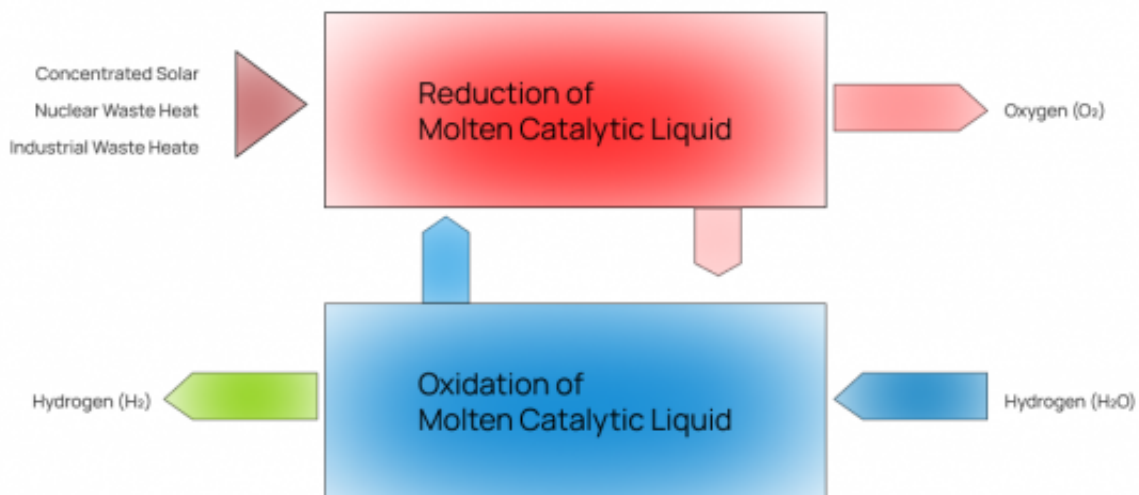 Concentrated Solar
Nuclear Waste Heat
Industrial Waste Heate
Reduction of
Molten Catalytic Liquid
Oxygen (O₂)
Hydrogen (H₂)
Oxidation of
Molten Catalytic Liquid
Hydrogen (H₂O)